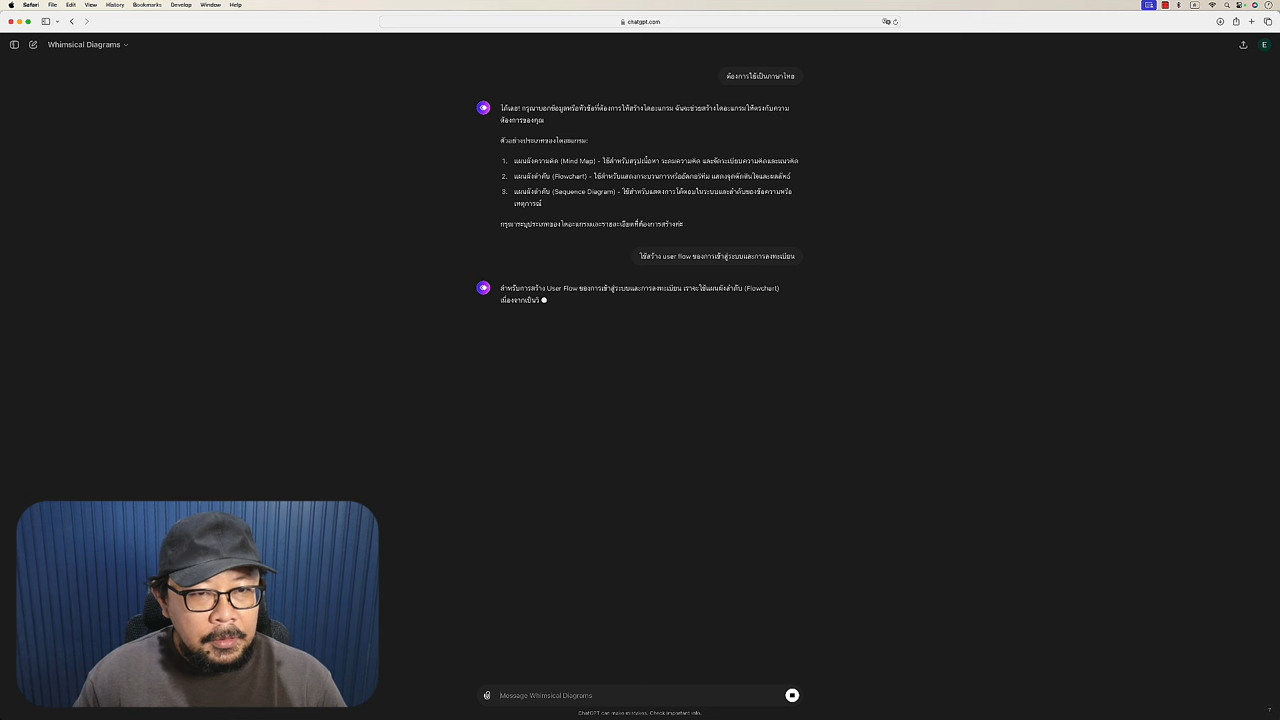 Safari File Edit View History Bookmarks Develop Window Help
chatgpt.com
Whimsical Diagrams
E
ต้องการใช้เป็นภาษาไทย
ได้เลย! กรุณาบอกข้อมูลหรือหัวข้อที่ต้องการให้สร้างไดอะแกรม ฉันจะช่วยสร้างไดอะแกรมให้ตรงกับความ
ต้องการของคุณ
ตัวอย่างประเภทของไดอะแกรม:
1. แผนผังความคิด (Mind Map) - ใช้สำหรับสรุปเนื้อหา ระดมความคิด และจัดระเบียบความคิดและแนวคิด
2. แผนผังลำดับ (Flowchart) - ใช้สำหรับแสดงกระบวนการหรืออัลกอริทึม แสดงจุดตัดสินใจและผลลัพธ์
3. แผนผังลำดับ (Sequence Diagram) - ใช้สำหรับแสดงการโต้ตอบในระบบและลำดับของข้อความหรือ
เหตุการณ์
กรุณาระบุประเภทของไดอะแกรมและรายละเอียดที่ต้องการสร้างค่ะ
ใช้สร้าง user flow ของการเข้าสู่ระบบและการลงทะเบียน
สำหรับการสร้าง User Flow ของการเข้าสู่ระบบและการลงทะเบียน เราจะใช้แผนผังลำดับ (Flowchart)
เนื่องจากเป็นวิ
Message Whimsical Diagrams
ChatGPT can make mistakes. Check important info.
?